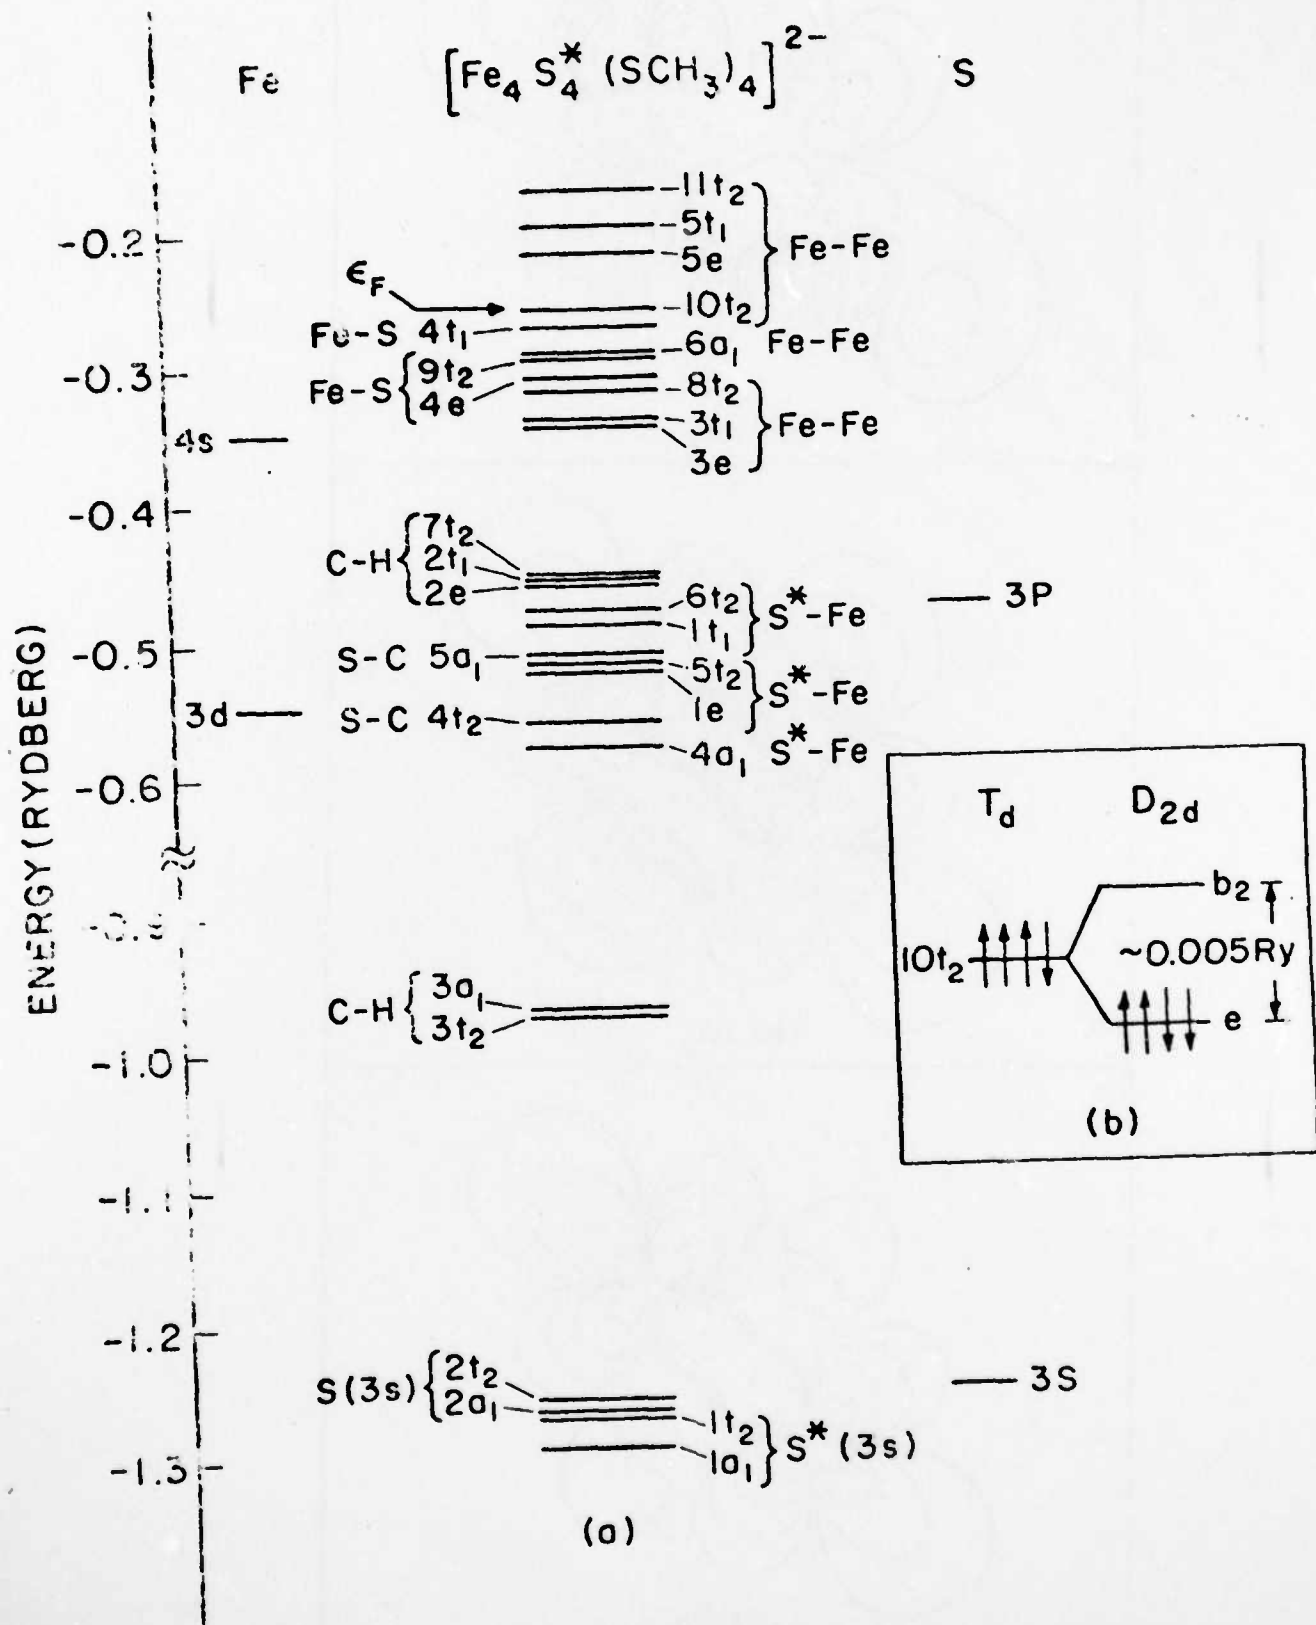 Fe [Fe₄ S₄* (SCH₃)₄]²⁻ S
ENERGY (RYDBERG)
-0.2
-0.3
-0.4
-0.5
-0.6
-1.0
-1.1
-1.2
-1.3
4s
3d
11t₂
5t₁
5e
10t₂
Fe-Fe
ϵF
Fe-S 4t₁
6a₁ Fe-Fe
Fe-S { 9t₂
4e
8t₂
3t₁
3e
Fe-Fe
C-H { 7t₂
2t₁
2e
6t₂
1t₁
S*-Fe
3P
S-C 5a₁
5t₂
1e
S*-Fe
S-C 4t₂
4a₁ S*-Fe
C-H { 3a₁
3t₂
S(3s) { 2t₂
2a₁
1t₂
1a₁
S* (3s)
3S
(a)
Td D2d
b₂
10t₂
~0.005Ry
e
(b)